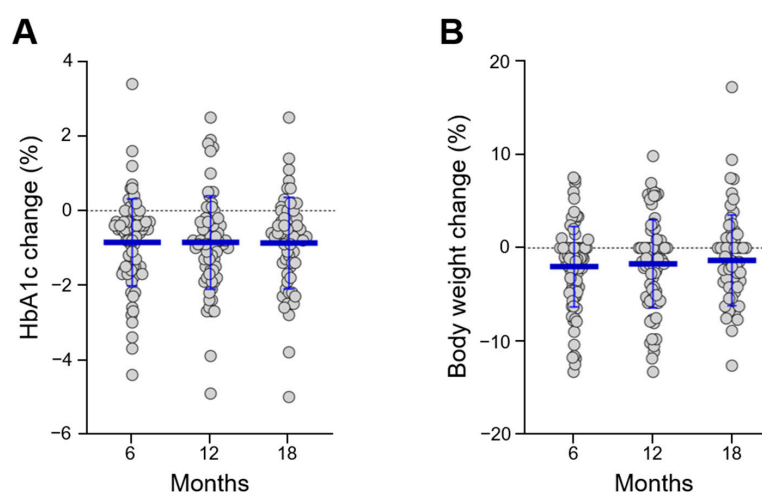 A
B
HbA1c change (%)
4
2
0
−2
−4
−6
6 12 18
Months
Body weight change (%)
20
10
0
−10
−20
6 12 18
Months